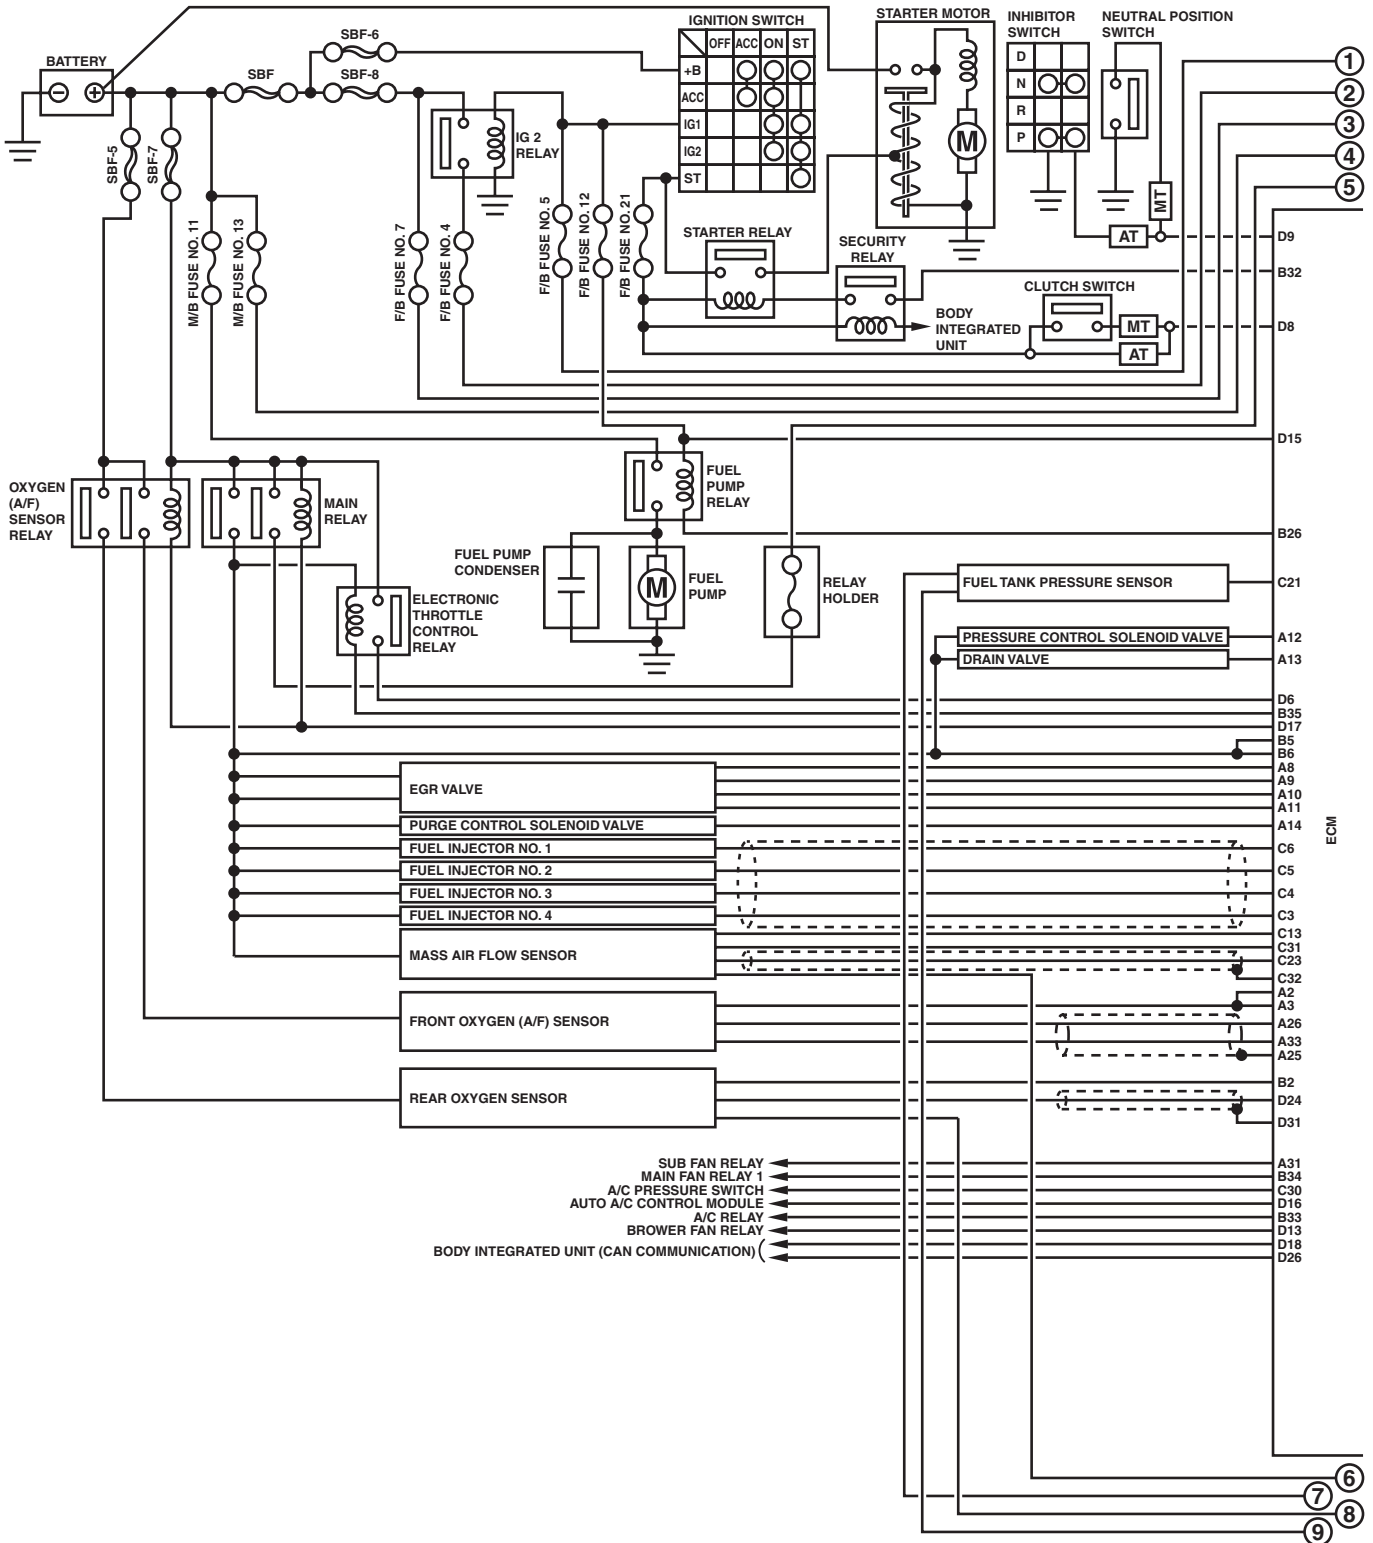 IGNITION SWITCH
OFF ACC ON ST
+B
ACC
IG1
IG2
ST
STARTER MOTOR
M
INHIBITOR
SWITCH
D
N
R
P
NEUTRAL POSITION
SWITCH
MT
AT
1
2
3
4
5
BATTERY
− +
SBF
SBF-6
SBF-8
SBF-5
SBF-7
IG 2
RELAY
M/B FUSE NO. 11
M/B FUSE NO. 13
F/B FUSE NO. 7
F/B FUSE NO. 4
F/B FUSE NO. 5
F/B FUSE NO. 12
F/B FUSE NO. 21
STARTER RELAY
SECURITY
RELAY
BODY
INTEGRATED
UNIT
CLUTCH SWITCH
MT
AT
D9
B32
D8
D15
OXYGEN
(A/F)
SENSOR
RELAY
MAIN
RELAY
ELECTRONIC
THROTTLE
CONTROL
RELAY
FUEL
PUMP
RELAY
FUEL PUMP
CONDENSER
M
FUEL
PUMP
RELAY
HOLDER
B26
FUEL TANK PRESSURE SENSOR
C21
PRESSURE CONTROL SOLENOID VALVE
A12
DRAIN VALVE
A13
D6
B35
D17
B5
B6
EGR VALVE
A8
A9
A10
A11
PURGE CONTROL SOLENOID VALVE
A14
FUEL INJECTOR NO. 1
C6
FUEL INJECTOR NO. 2
C5
FUEL INJECTOR NO. 3
C4
FUEL INJECTOR NO. 4
C3
ECM
MASS AIR FLOW SENSOR
C13
C31
C23
C32
FRONT OXYGEN (A/F) SENSOR
A2
A3
A26
A33
A25
REAR OXYGEN SENSOR
B2
D24
D31
SUB FAN RELAY
A31
MAIN FAN RELAY 1
B34
A/C PRESSURE SWITCH
C30
AUTO A/C CONTROL MODULE
D16
A/C RELAY
B33
BROWER FAN RELAY
D13
BODY INTEGRATED UNIT (CAN COMMUNICATION)
D18
D26
6
7
8
9